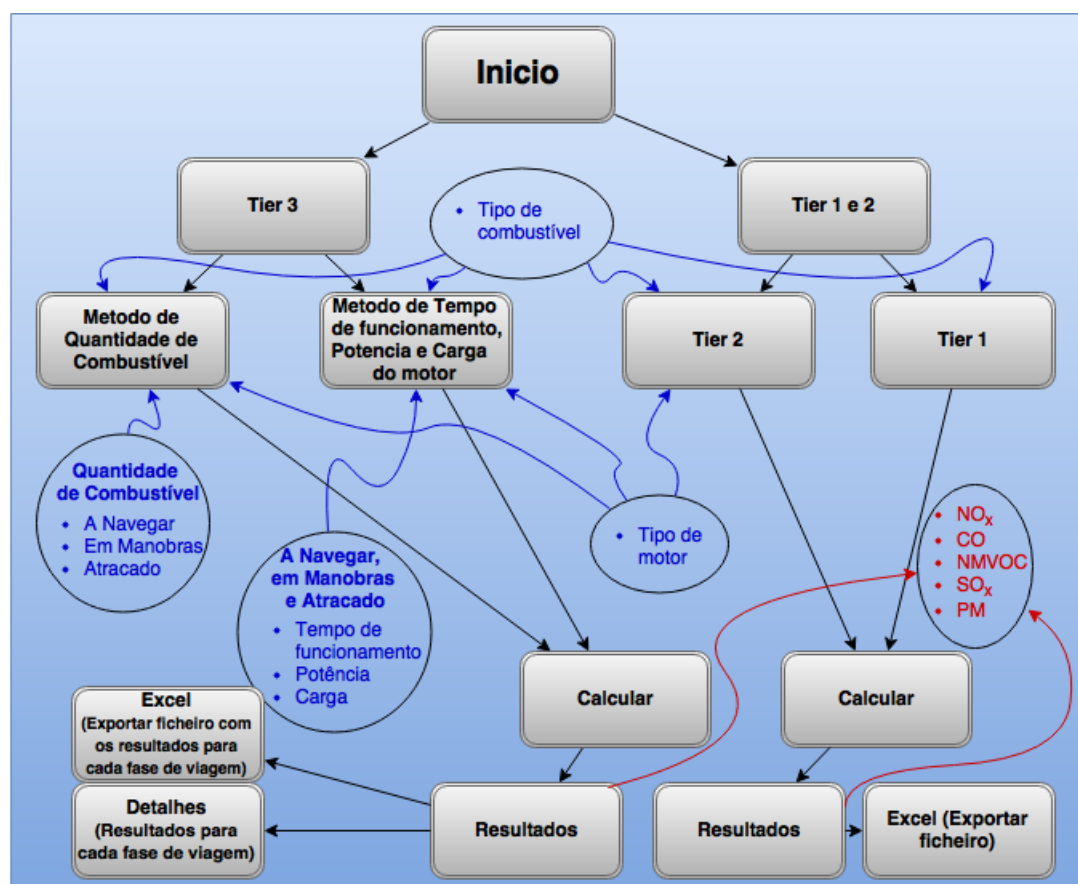 Inicio
Tier 3
• Tipo de
combustível
Tier 1 e 2
Metodo de
Quantidade de
Combustível
Metodo de Tempo
de funcionamento,
Potencia e Carga
do motor
Tier 2
Tier 1
Quantidade
de Combustível
• A Navegar
• Em Manobras
• Atracado
A Navegar,
em Manobras
e Atracado
• Tempo de
funcionamento
• Potência
• Carga
• Tipo de
motor
• NOx
• CO
• NMVOC
• SOx
• PM
Calcular
Calcular
Excel
(Exportar ficheiro com
os resultados para
cada fase de viagem)
Detalhes
(Resultados para
cada fase de viagem)
Resultados
Resultados
Excel (Exportar
ficheiro)